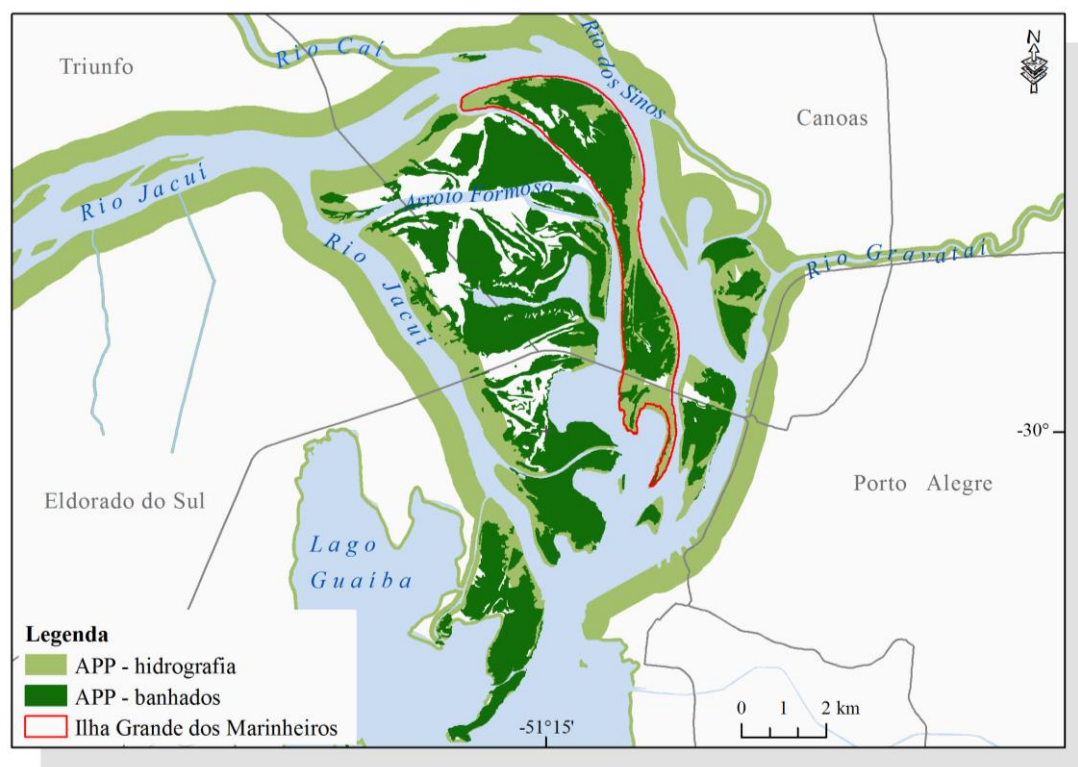 N
Triunfo
Rio Caí
Rio dos Sinos
Canoas
Rio Jacuí
Arroio Formoso
Rio Jacuí
Rio Gravataí
-30°
Eldorado do Sul
Porto Alegre
Lago
Guaíba
Legenda
APP - hidrografia
APP - banhados
Ilha Grande dos Marinheiros
-51°15'
0 1 2 km